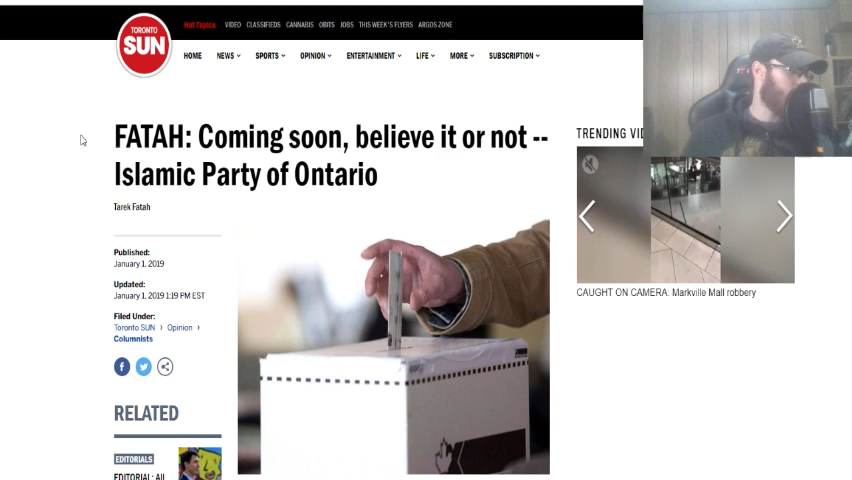 TORONTO
SUN
Hot Topics VIDEO CLASSIFIEDS CANNABIS OBITS JOBS THIS WEEK'S FLYERS ARGOS ZONE
HOME NEWS SPORTS OPINION ENTERTAINMENT LIFE MORE SUBSCRIPTION
FATAH: Coming soon, believe it or not --
Islamic Party of Ontario
Tarek Fatah
Published:
January 1, 2019
Updated:
January 1, 2019 1:19 PM EST
Filed Under:
Toronto SUN › Opinion ›
Columnists
RELATED
EDITORIALS
EDITORIAL: All
TRENDING
CAUGHT ON CAMERA: Markville Mall robbery